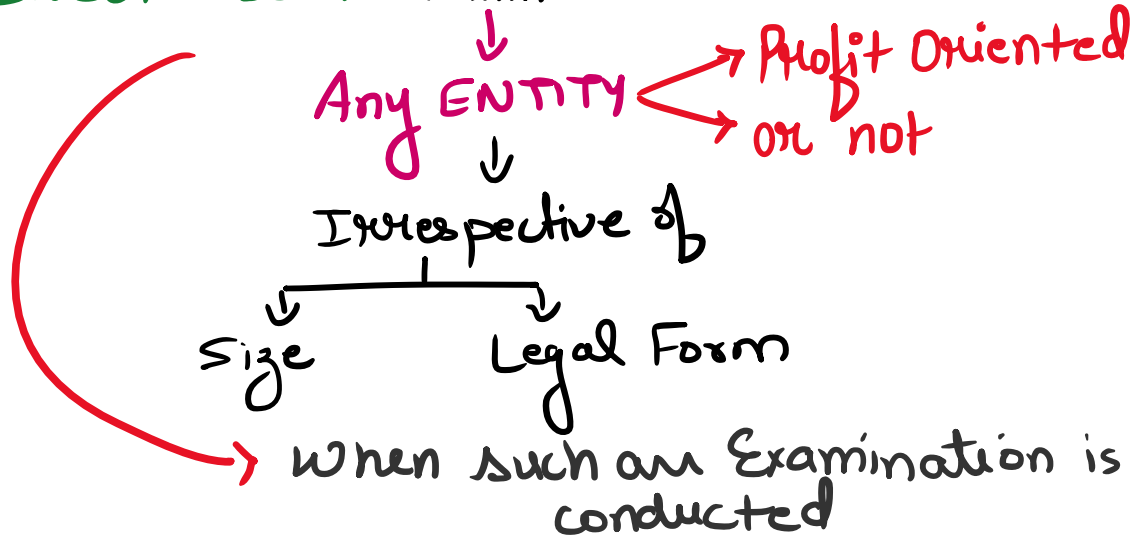 Profit Oriented
Any ENTITY
or not
Irrespective of
Size Legal Form
When such an Examination is
conducted